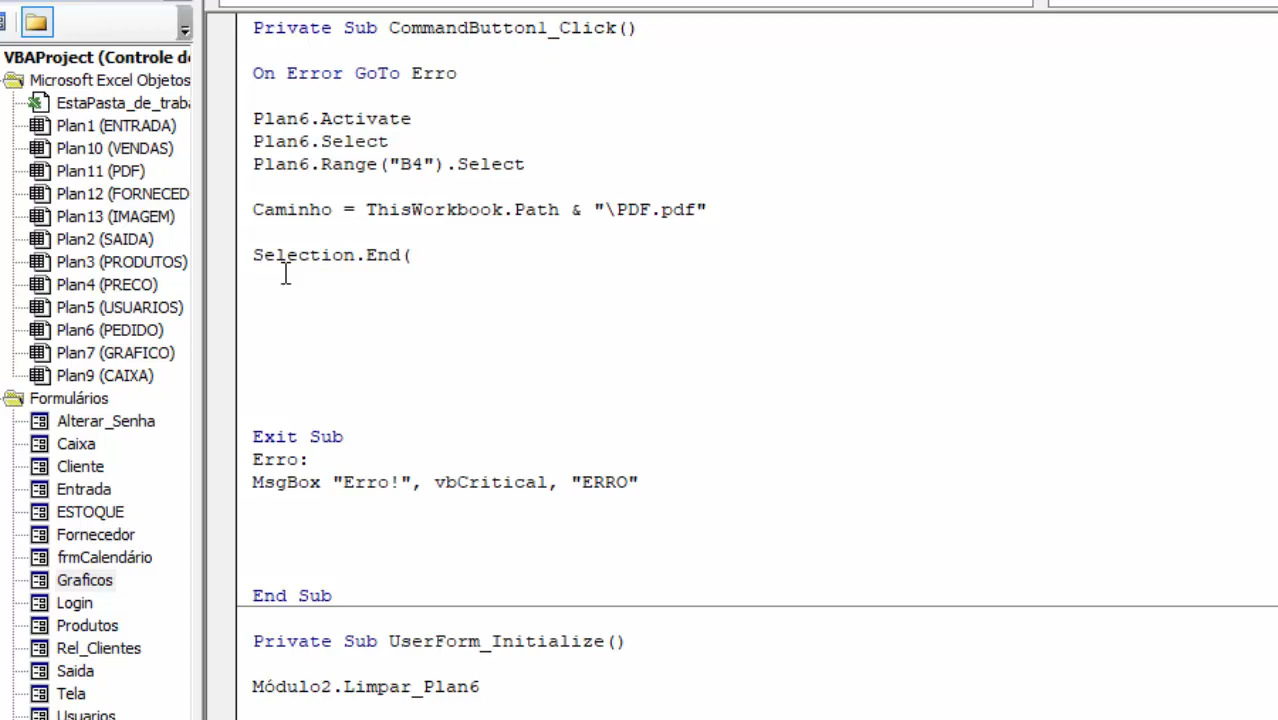 VBAProject (Controle de
Microsoft Excel Objetos
EstaPasta_de_traba
Plan1 (ENTRADA)
Plan10 (VENDAS)
Plan11 (PDF)
Plan12 (FORNECED
Plan13 (IMAGEM)
Plan2 (SAIDA)
Plan3 (PRODUTOS)
Plan4 (PRECO)
Plan5 (USUARIOS)
Plan6 (PEDIDO)
Plan7 (GRAFICO)
Plan9 (CAIXA)
Formulários
Alterar_Senha
Caixa
Cliente
Entrada
ESTOQUE
Fornecedor
frmCalendário
Graficos
Login
Produtos
Rel_Clientes
Saida
Tela
Usuarios
Private Sub CommandButton1_Click()
On Error GoTo Erro
Plan6.Activate
Plan6.Select
Plan6.Range("B4").Select
Caminho = ThisWorkbook.Path & "\PDF.pdf"
Selection.End(
Exit Sub
Erro:
MsgBox "Erro!", vbCritical, "ERRO"
End Sub
Private Sub UserForm_Initialize()
Módulo2.Limpar_Plan6